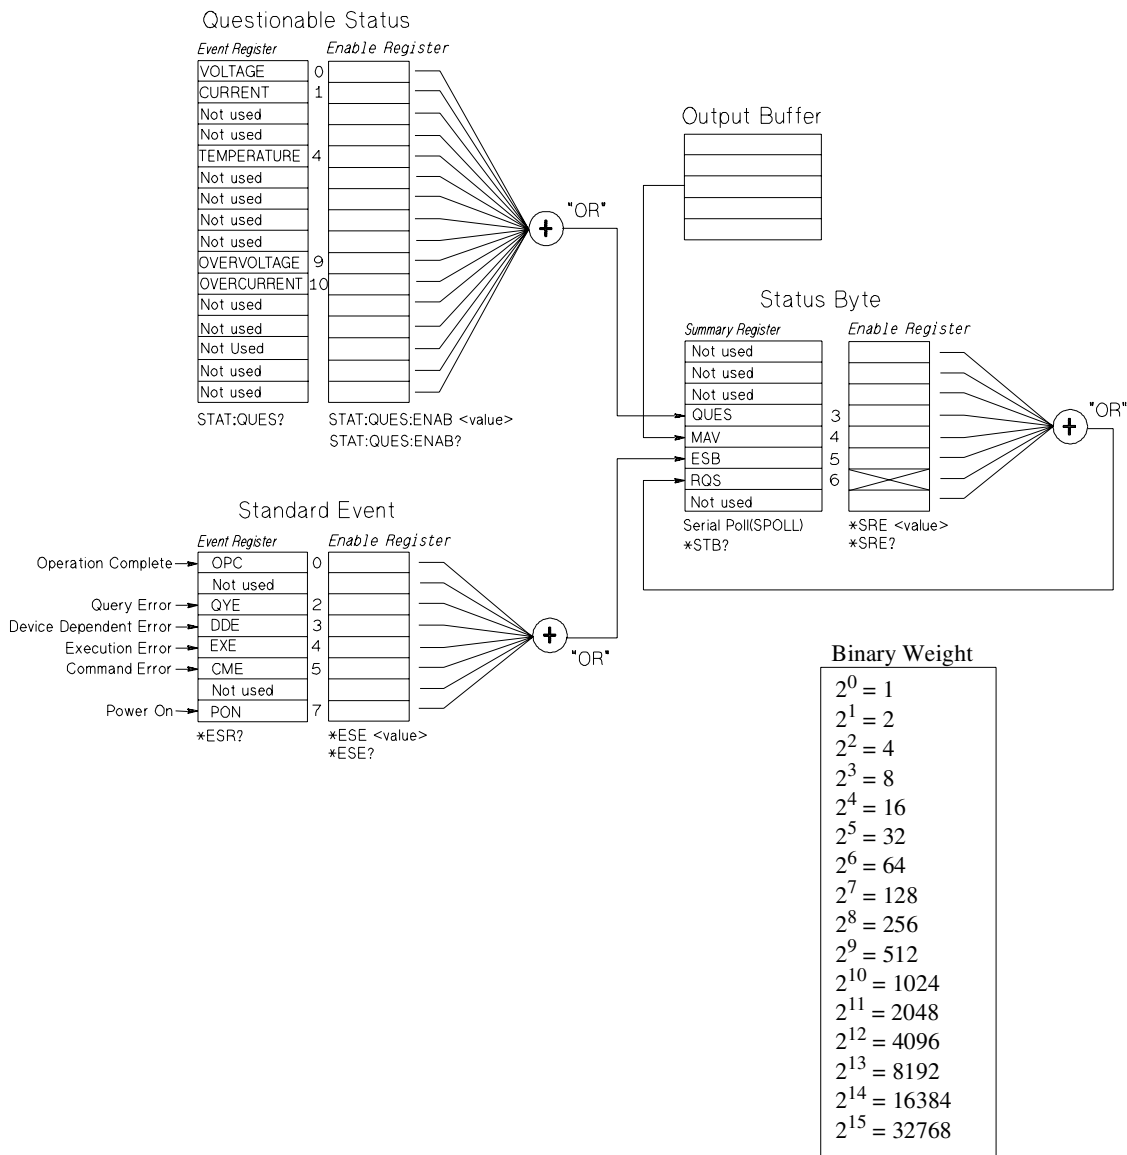 Questionable Status
Event Register Enable Register
VOLTAGE 0
CURRENT 1
Not used
Not used
TEMPERATURE 4
Not used
Not used
Not used
Not used
OVERVOLTAGE 9
OVERCURRENT 10
Not used
Not used
Not Used
Not used
Not used
STAT:QUES? STAT:QUES:ENAB <value>
STAT:QUES:ENAB?
+
"OR"
Output Buffer
Status Byte
Summary Register Enable Register
Not used
Not used
Not used
QUES 3
MAV 4
ESB 5
RQS 6
Not used
Serial Poll(SPOLL) *SRE <value>
*STB? *SRE?
+
"OR"
Standard Event
Event Register Enable Register
Operation Complete OPC 0
Not used
Query Error QYE 2
Device Dependent Error DDE 3
Execution Error EXE 4
Command Error CME 5
Not used
Power On PON 7
*ESR? *ESE <value>
*ESE?
+
"OR"
Binary Weight
2^0 = 1
2^1 = 2
2^2 = 4
2^3 = 8
2^4 = 16
2^5 = 32
2^6 = 64
2^7 = 128
2^8 = 256
2^9 = 512
2^10 = 1024
2^11 = 2048
2^12 = 4096
2^13 = 8192
2^14 = 16384
2^15 = 32768